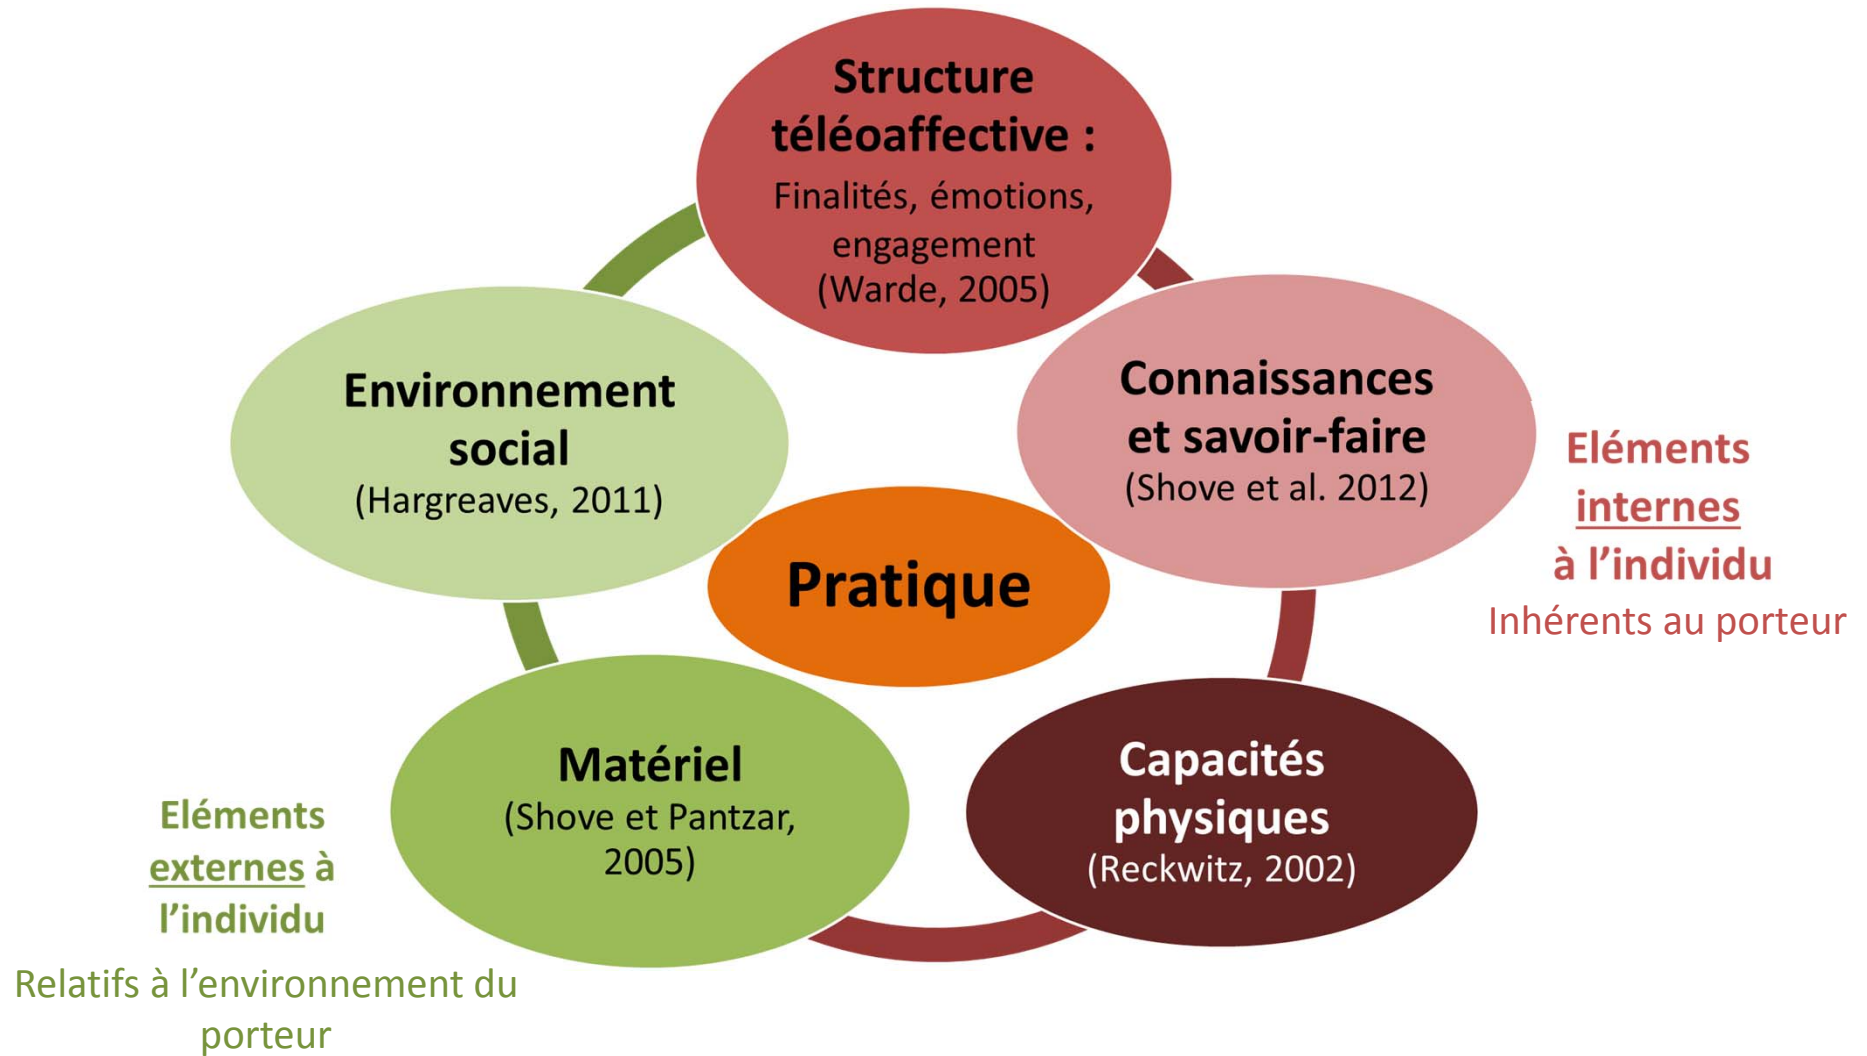 Structure
téléoaffective :
Finalités, émotions,
engagement
(Warde, 2005)
Environnement
social
(Hargreaves, 2011)
Connaissances
et savoir-faire
(Shove et al. 2012)
Eléments
internes
à l’individu
Inhérents au porteur
Pratique
Matériel
(Shove et Pantzar,
2005)
Capacités
physiques
(Reckwitz, 2002)
Eléments
externes à
l’individu
Relatifs à l’environnement du
porteur